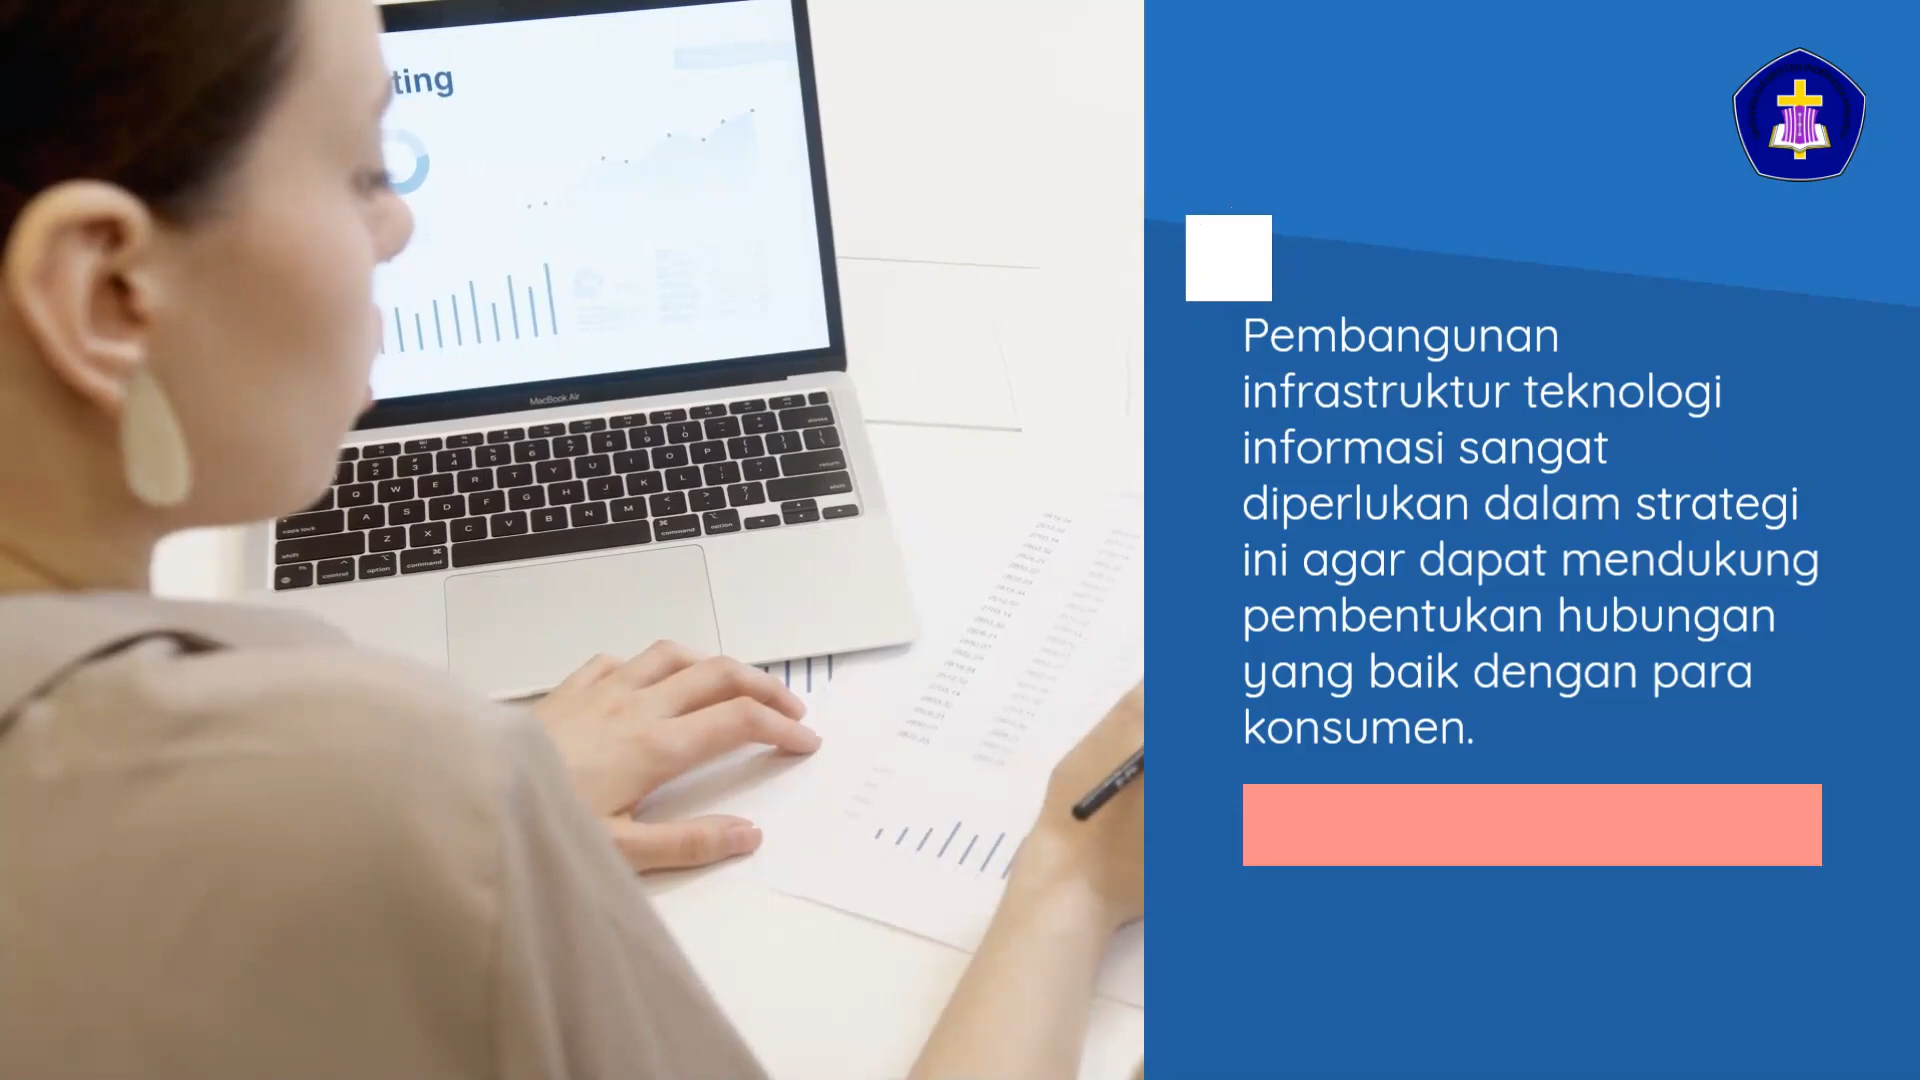 ting
MacBook Air
Pembangunan
infrastruktur teknologi
informasi sangat
diperlukan dalam strategi
ini agar dapat mendukung
pembentukan hubungan
yang baik dengan para
konsumen.